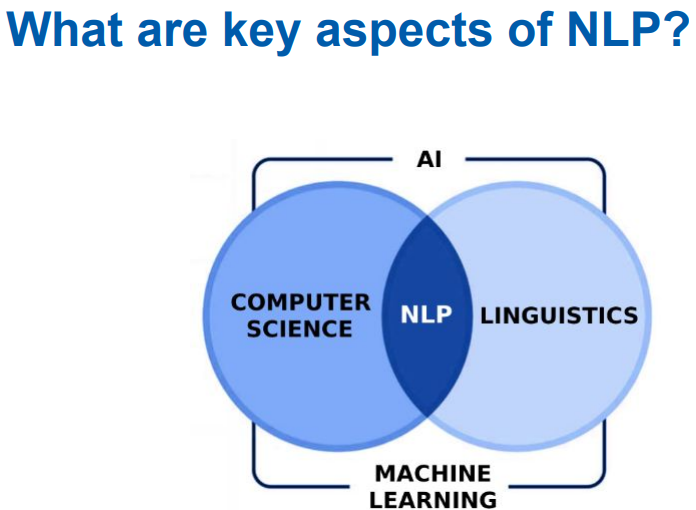 What are key aspects of NLP?
AI
COMPUTER
SCIENCE
NLP
LINGUISTICS
MACHINE
LEARNING